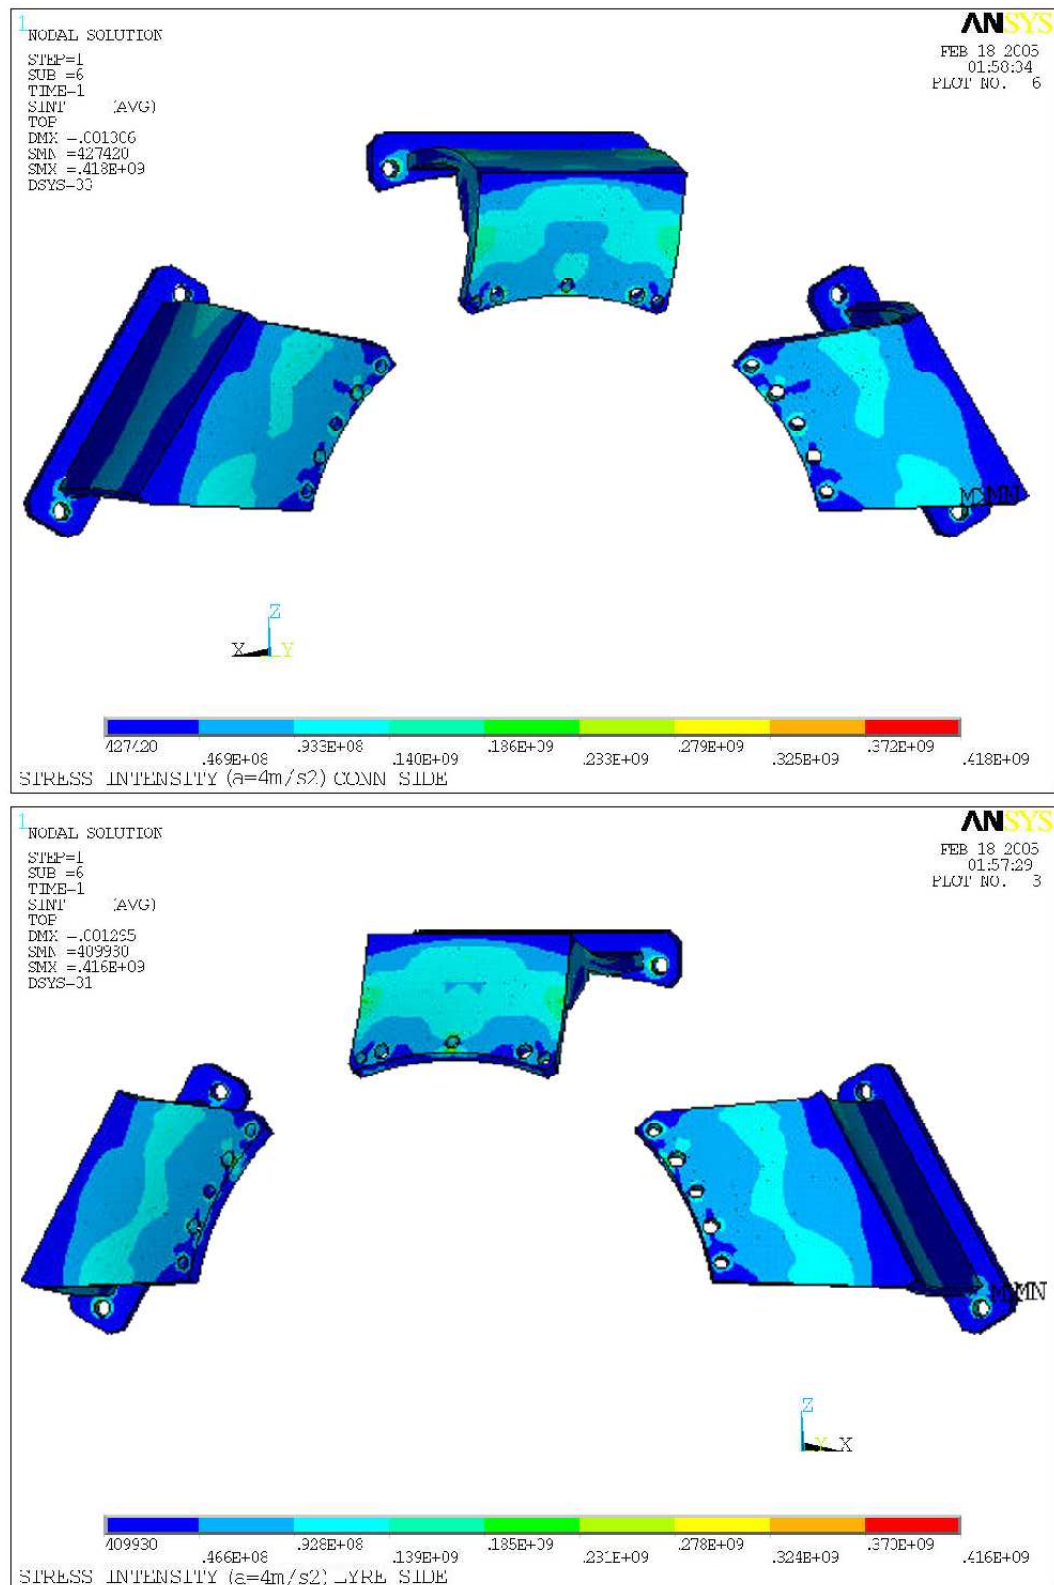 1
NODAL SOLUTION
ANSYS
STEP=1
SUB =6
TIME=1
SINT (AVG)
TOP
DMX =.001306
SMN =427420
SMX =.418E+09
DSYS=33
FEB 18 2005
01:58:34
PLOT NO. 6
MN
Z
X Y
427420 .933E+08 .186E+09 .279E+09 .372E+09
.469E+08 .140E+09 .233E+09 .325E+09 .418E+09
STRESS INTENSITY (a=4m/s2) CONN SIDE
1
NODAL SOLUTION
ANSYS
STEP=1
SUB =6
TIME=1
SINT (AVG)
TOP
DMX =.001295
SMN =409930
SMX =.416E+09
DSYS=31
FEB 18 2005
01:57:29
PLOT NO. 3
MN
Z
Y X
409930 .928E+08 .185E+09 .278E+09 .370E+09
.466E+08 .139E+09 .231E+09 .324E+09 .416E+09
STRESS INTENSITY (a=4m/s2) LYRE SIDE